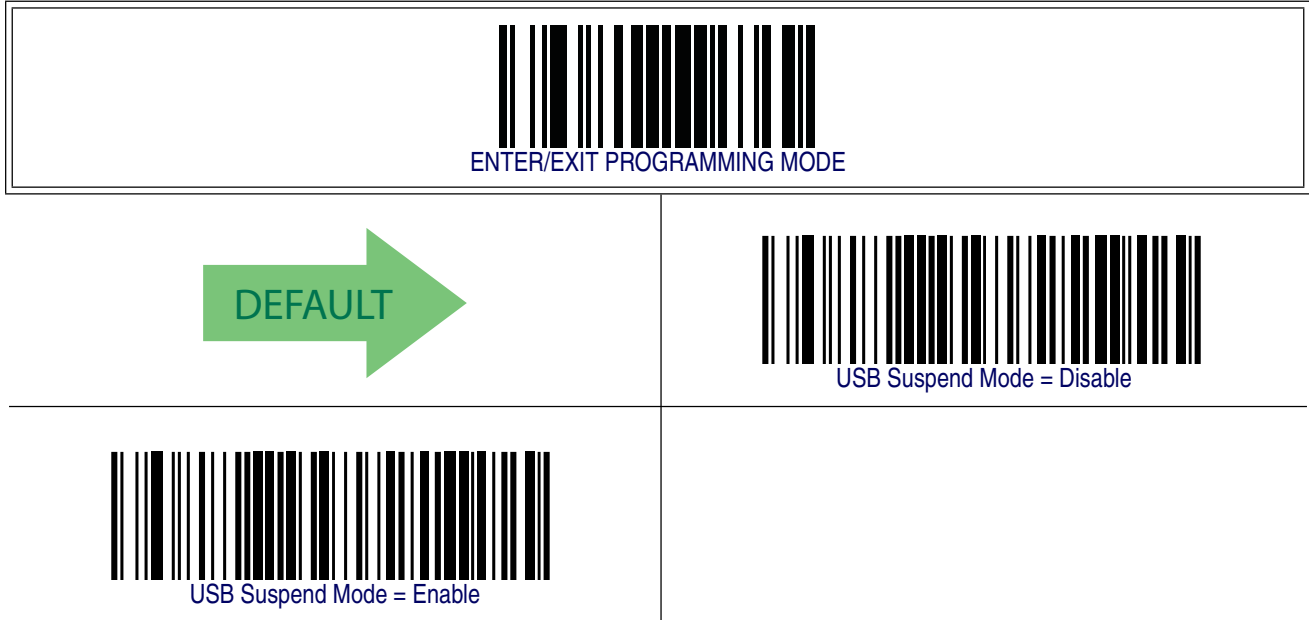 ENTER/EXIT PROGRAMMING MODE
DEFAULT
USB Suspend Mode = Disable
USB Suspend Mode = Enable